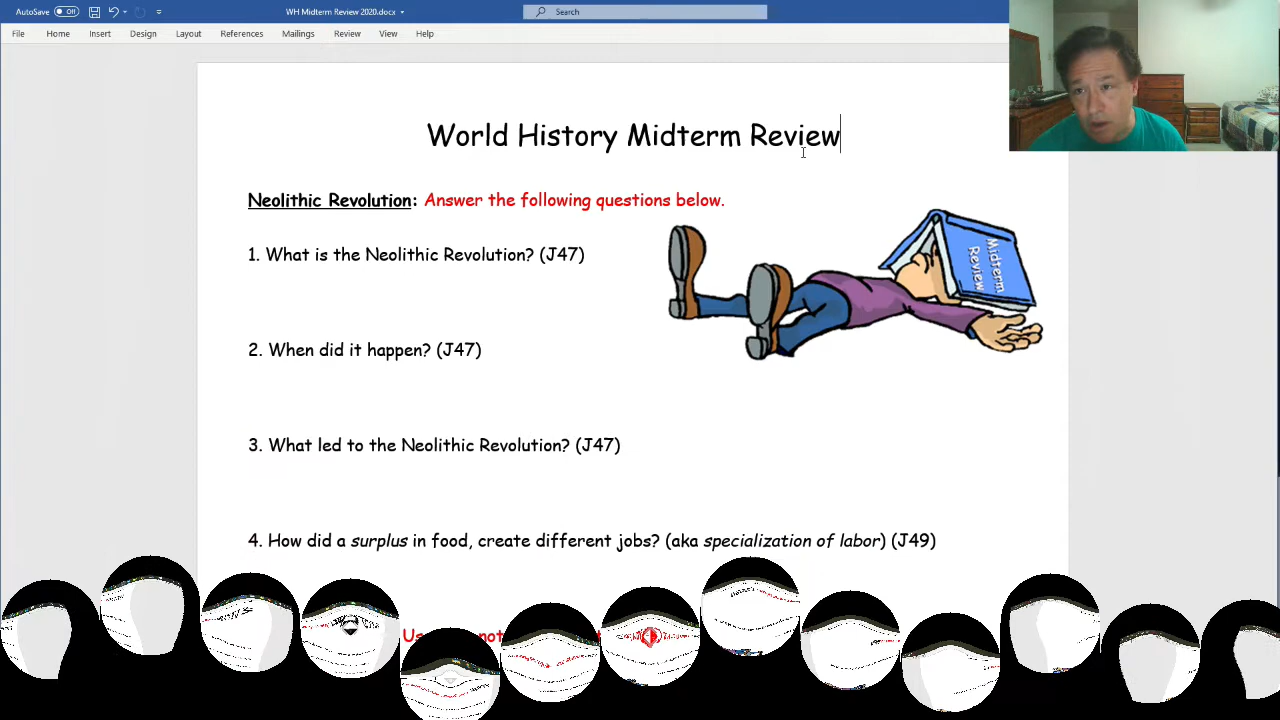 AutoSave Off WH Midterm Review 2020.docx Search
File Home Insert Design Layout References Mailings Review View Help
World History Midterm Review
Neolithic Revolution: Answer the following questions below.
1. What is the Neolithic Revolution? (J47)
Midterm
Review
2. When did it happen? (J47)
3. What led to the Neolithic Revolution? (J47)
4. How did a surplus in food, create different jobs? (aka specialization of labor) (J49)